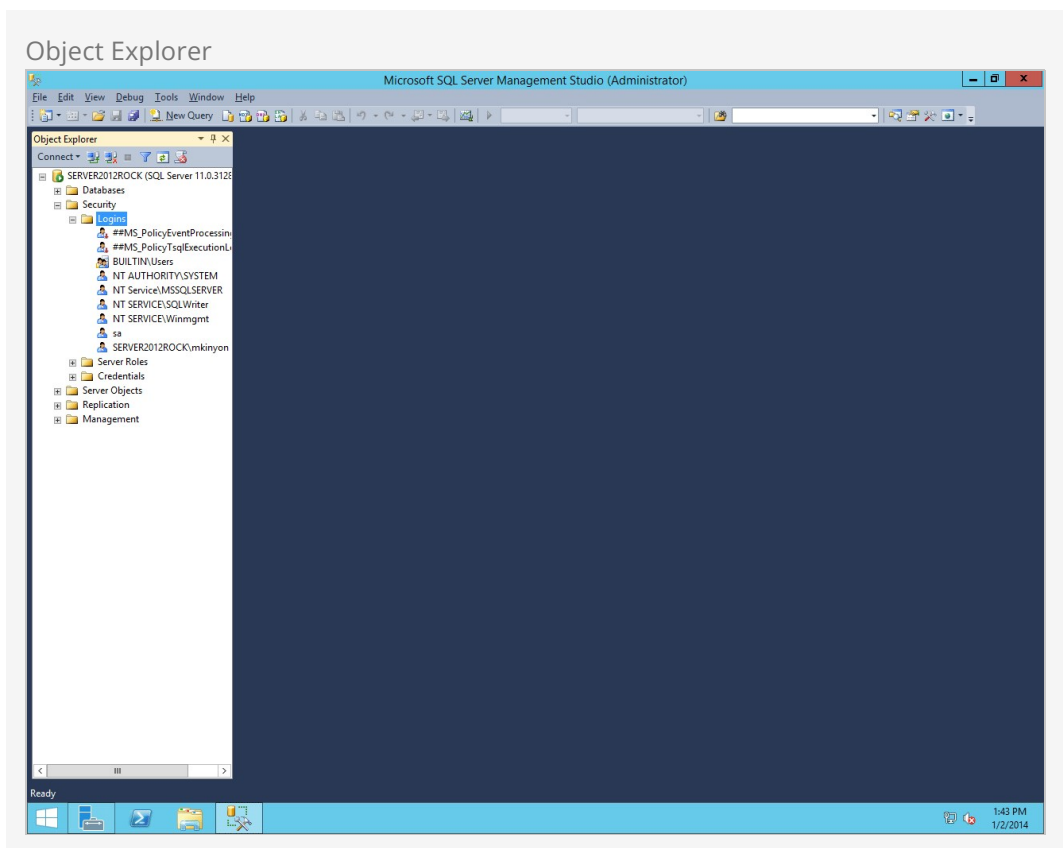 Object Explorer
Microsoft SQL Server Management Studio (Administrator)
File Edit View Debug Tools Window Help
New Query
Object Explorer
Connect
SERVER2012ROCK (SQL Server 11.0.3128
Databases
Security
Logins
##MS_PolicyEventProcessin
##MS_PolicyTsqlExecutionL
BUILTIN\Users
NT AUTHORITY\SYSTEM
NT Service\MSSQLSERVER
NT SERVICE\SQLWriter
NT SERVICE\Winmgmt
sa
SERVER2012ROCK\mkinyon
Server Roles
Credentials
Server Objects
Replication
Management
Ready
1:43 PM
1/2/2014